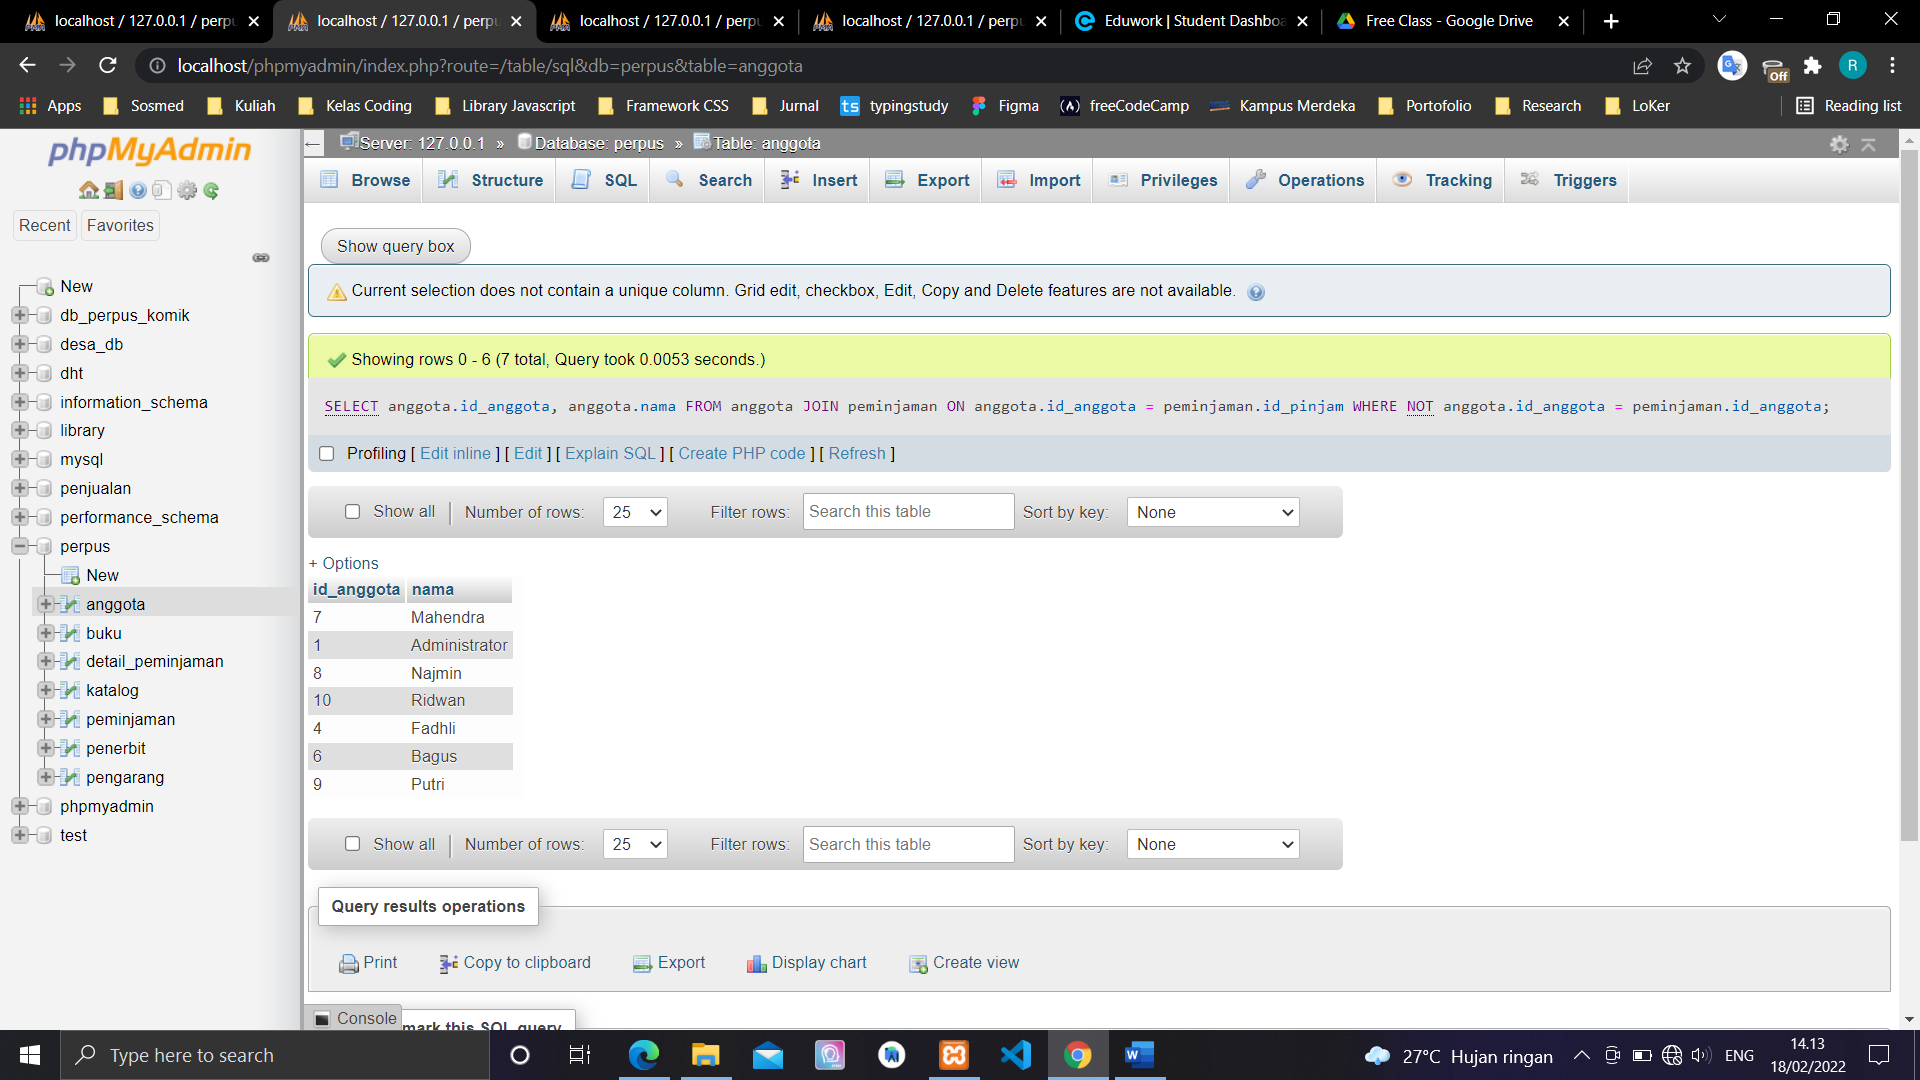 localhost / 127.0.0.1 / perpu
localhost / 127.0.0.1 / perpu
localhost / 127.0.0.1 / perpu
localhost / 127.0.0.1 / perpu
Eduwork | Student Dashboa
Free Class - Google Drive
localhost/phpmyadmin/index.php?route=/table/sql&db=perpus&table=anggota
Off
R
Apps
Sosmed
Kuliah
Kelas Coding
Library Javascript
Framework CSS
Jurnal
ts typingstudy
Figma
(λ) freeCodeCamp
Kampus Merdeka
Portofolio
Research
LoKer
Reading list
phpMyAdmin
Recent
Favorites
New
db_perpus_komik
desa_db
dht
information_schema
library
mysql
penjualan
performance_schema
perpus
New
anggota
buku
detail_peminjaman
katalog
peminjaman
penerbit
pengarang
phpmyadmin
test
Server: 127.0.0.1 » Database: perpus » Table: anggota
Browse
Structure
SQL
Search
Insert
Export
Import
Privileges
Operations
Tracking
Triggers
Show query box
Current selection does not contain a unique column. Grid edit, checkbox, Edit, Copy and Delete features are not available.
Showing rows 0 - 6 (7 total, Query took 0.0053 seconds.)
SELECT anggota.id_anggota, anggota.nama FROM anggota JOIN peminjaman ON anggota.id_anggota = peminjaman.id_pinjam WHERE NOT anggota.id_anggota = peminjaman.id_anggota;
Profiling [ Edit inline ] [ Edit ] [ Explain SQL ] [ Create PHP code ] [ Refresh ]
Show all | Number of rows: 25 Filter rows: Search this table Sort by key: None
+ Options
id_anggota nama
7 Mahendra
1 Administrator
8 Najmin
10 Ridwan
4 Fadhli
6 Bagus
9 Putri
Show all | Number of rows: 25 Filter rows: Search this table Sort by key: None
Query results operations
Print
Copy to clipboard
Export
Display chart
Create view
Console
mark this SQL query
Type here to search
27°C Hujan ringan
ENG
14.13
18/02/2022